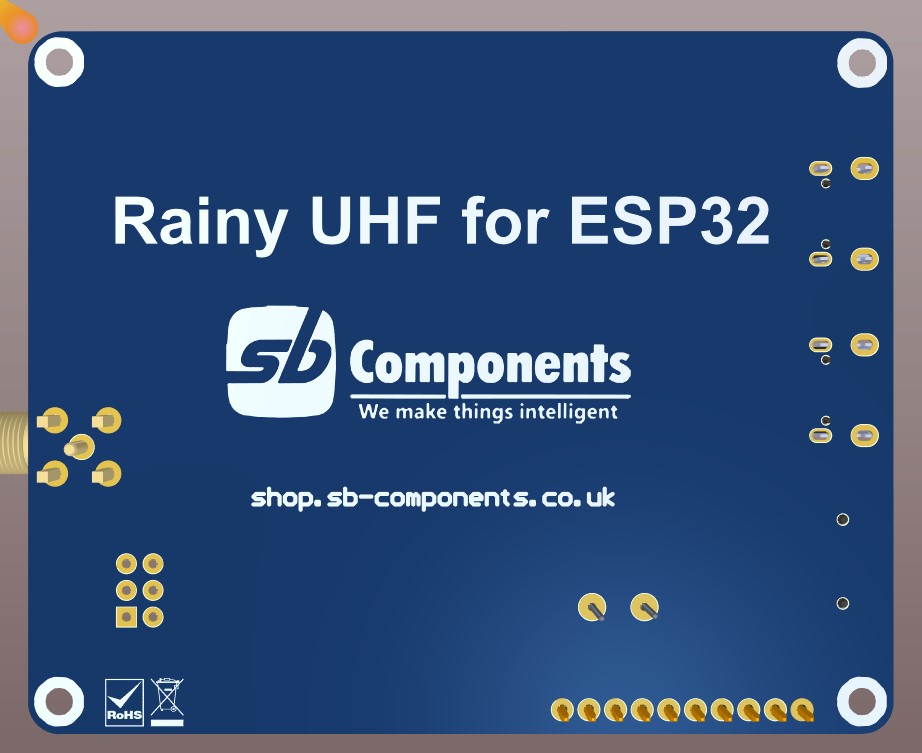 Rainy UHF for ESP32
sb Components
We make things intelligent
shop.sb-components.co.uk
RoHS